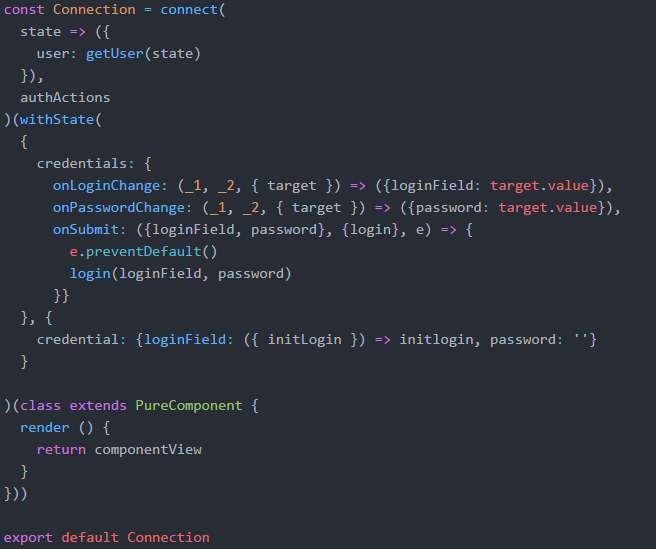 const Connection = connect(
  state => ({
    user: getUser(state)
  }),
  authActions
)(withState(
  {
    credentials: {
      onLoginChange: (_1, _2, { target }) => ({loginField: target.value}),
      onPasswordChange: (_1, _2, { target }) => ({password: target.value}),
      onSubmit: ({loginField, password}, {login}, e) => {
        e.preventDefault()
        login(loginField, password)
      }}
  }, {
    credential: {loginField: ({ initLogin }) => initlogin, password: ''}
  }
)(class extends PureComponent {
  render () {
    return componentView
  }
}))
export default Connection